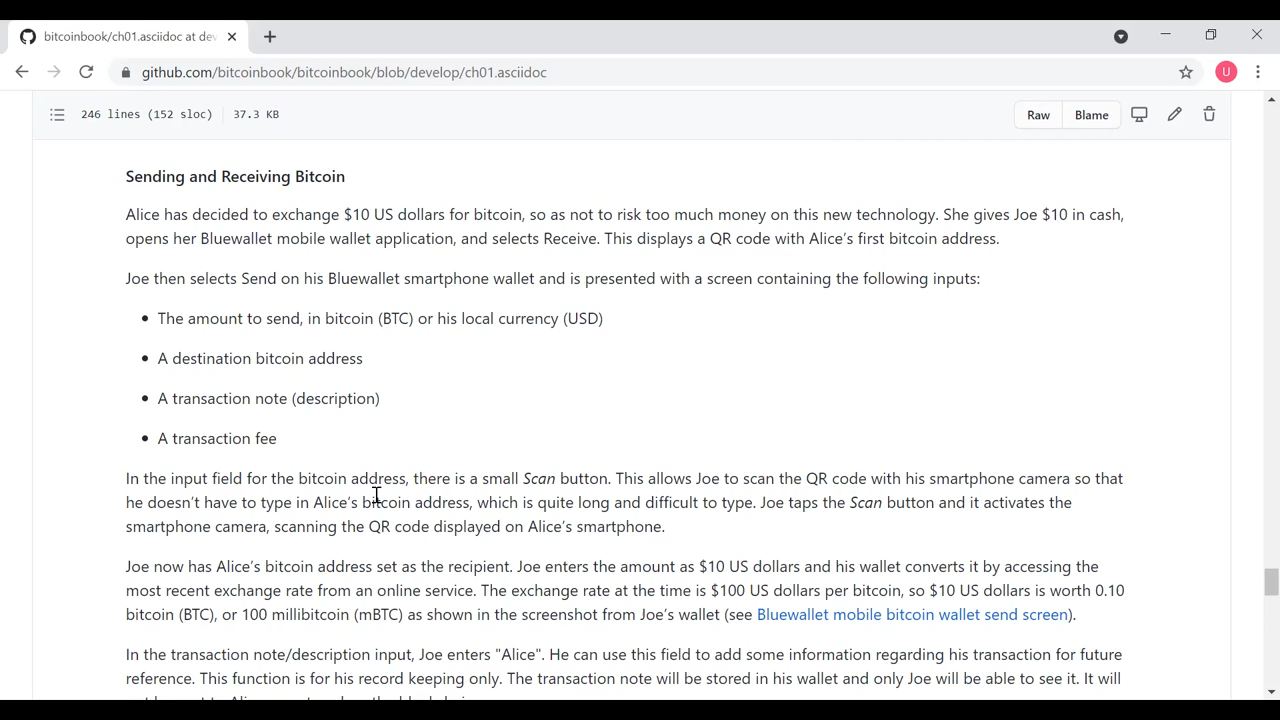 bitcoinbook/ch01.asciidoc at dev
github.com/bitcoinbook/bitcoinbook/blob/develop/ch01.asciidoc
U
246 lines (152 sloc) 37.3 KB
Raw
Blame
Sending and Receiving Bitcoin
Alice has decided to exchange $10 US dollars for bitcoin, so as not to risk too much money on this new technology. She gives Joe $10 in cash,
opens her Bluewallet mobile wallet application, and selects Receive. This displays a QR code with Alice's first bitcoin address.
Joe then selects Send on his Bluewallet smartphone wallet and is presented with a screen containing the following inputs:
• The amount to send, in bitcoin (BTC) or his local currency (USD)
• A destination bitcoin address
• A transaction note (description)
• A transaction fee
In the input field for the bitcoin address, there is a small Scan button. This allows Joe to scan the QR code with his smartphone camera so that
he doesn't have to type in Alice's bitcoin address, which is quite long and difficult to type. Joe taps the Scan button and it activates the
smartphone camera, scanning the QR code displayed on Alice's smartphone.
Joe now has Alice's bitcoin address set as the recipient. Joe enters the amount as $10 US dollars and his wallet converts it by accessing the
most recent exchange rate from an online service. The exchange rate at the time is $100 US dollars per bitcoin, so $10 US dollars is worth 0.10
bitcoin (BTC), or 100 millibitcoin (mBTC) as shown in the screenshot from Joe's wallet (see Bluewallet mobile bitcoin wallet send screen).
In the transaction note/description input, Joe enters "Alice". He can use this field to add some information regarding his transaction for future
reference. This function is for his record keeping only. The transaction note will be stored in his wallet and only Joe will be able to see it. It will